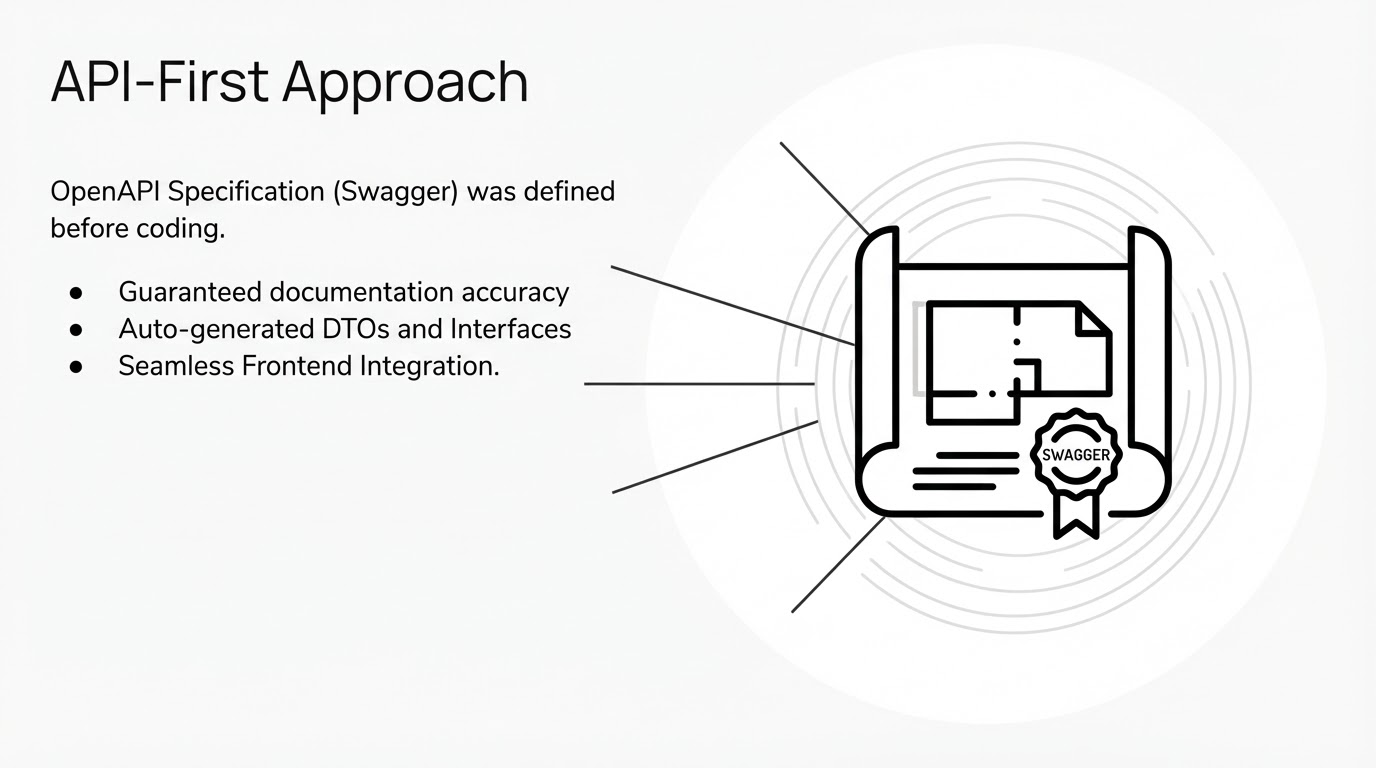 API-First Approach
OpenAPI Specification (Swagger) was defined
before coding.
● Guaranteed documentation accuracy
● Auto-generated DTOs and Interfaces
● Seamless Frontend Integration.
SWAGGER